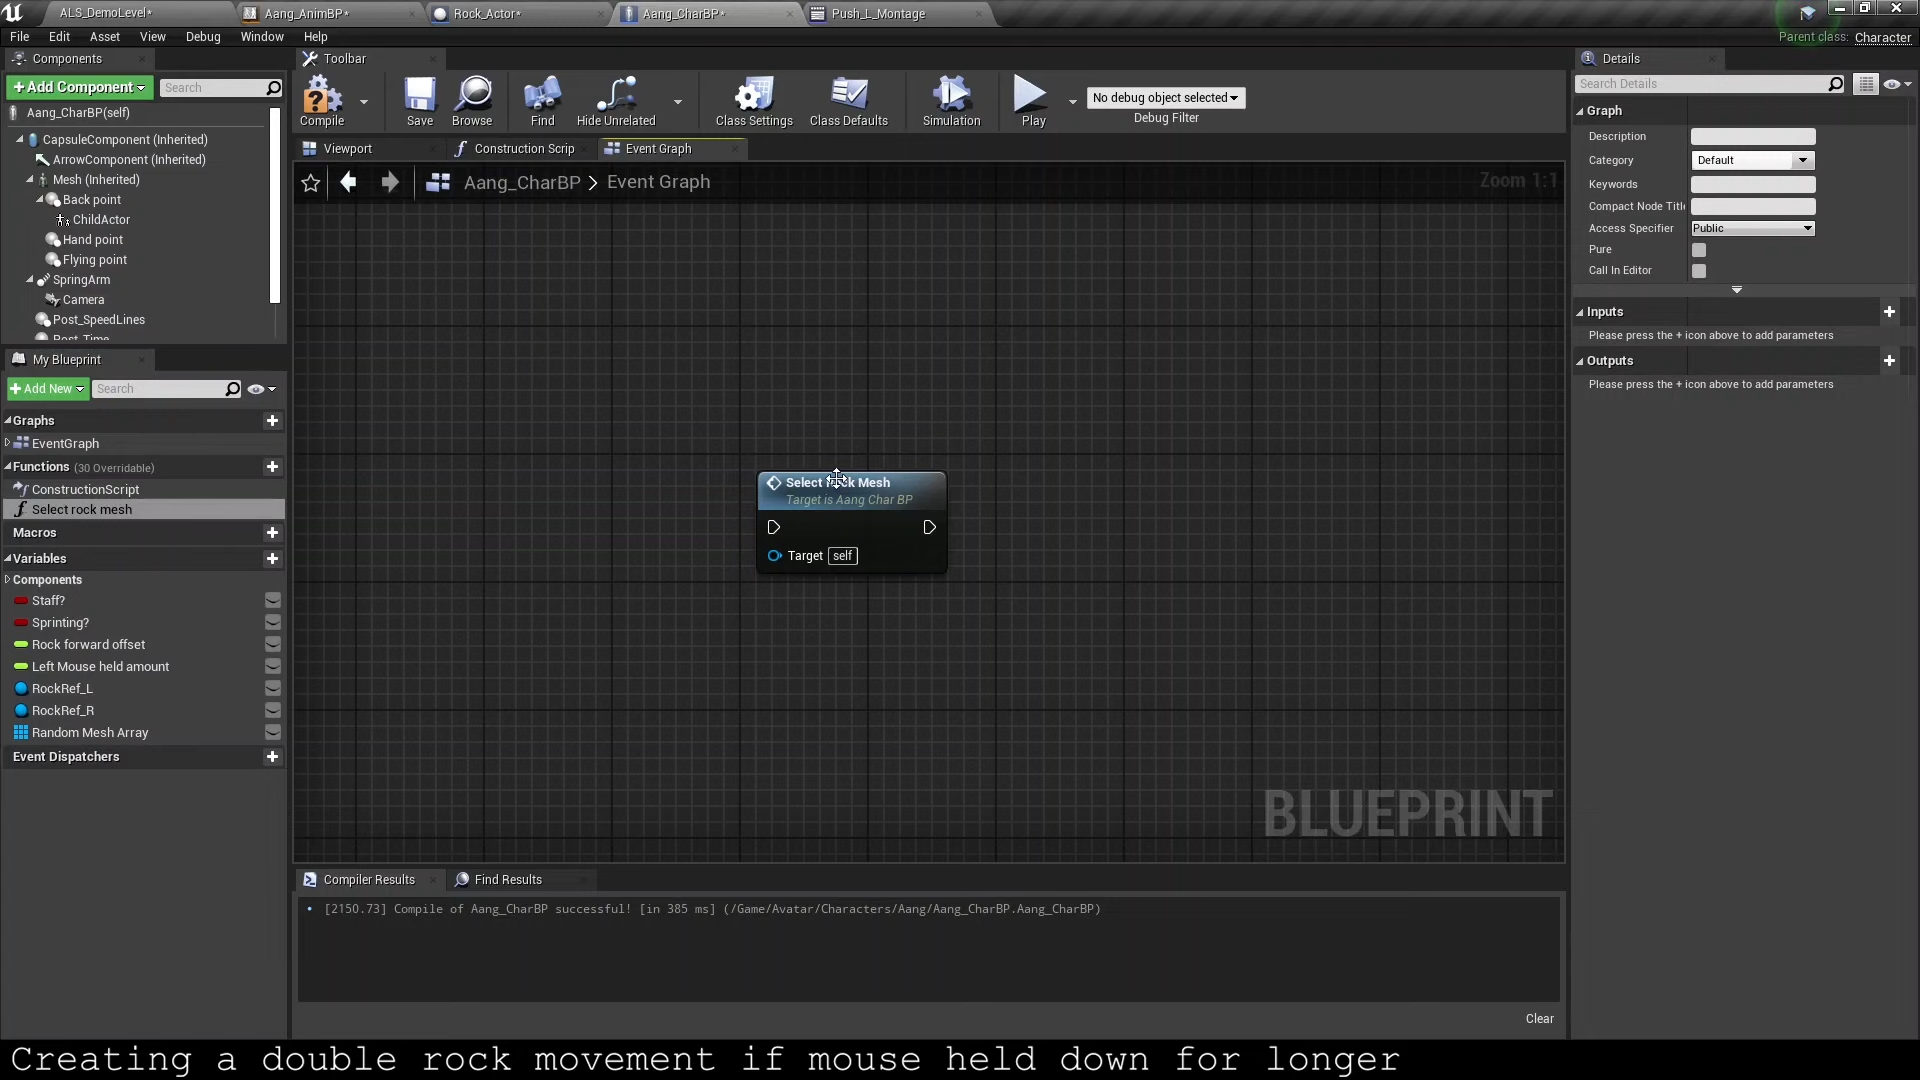 ALS_DemoLevel*
Aang_AnimBP*
Rock_Actor*
Aang_CharBP*
Push_L_Montage
File Edit Asset View Debug Window Help
Parent class: Character
Components
+Add Component
Search
Aang_CharBP(self)
CapsuleComponent (Inherited)
ArrowComponent (Inherited)
Mesh (Inherited)
Back point
ChildActor
Hand point
Flying point
SpringArm
Camera
Post_SpeedLines
Post_Time
Toolbar
Compile Save Browse Find Hide Unrelated Class Settings Class Defaults Simulation Play
No debug object selected
Debug Filter
Viewport
Construction Scrip
Event Graph
Aang_CharBP > Event Graph
Zoom 1:1
My Blueprint
+Add New
Search
Graphs
EventGraph
Functions (30 Overridable)
ConstructionScript
Select rock mesh
Macros
Variables
Components
Staff?
Sprinting?
Rock forward offset
Left Mouse held amount
RockRef_L
RockRef_R
Random Mesh Array
Event Dispatchers
Select rock Mesh
Target is Aang Char BP
Target self
BLUEPRINT
Compiler Results
Find Results
[2150.73] Compile of Aang_CharBP successful! [in 385 ms] (/Game/Avatar/Characters/Aang/Aang_CharBP.Aang_CharBP)
Clear
Details
Search Details
Graph
Description
Category Default
Keywords
Compact Node Titl
Access Specifier Public
Pure
Call In Editor
Inputs
Please press the + icon above to add parameters
Outputs
Please press the + icon above to add parameters
Creating a double rock movement if mouse held down for longer